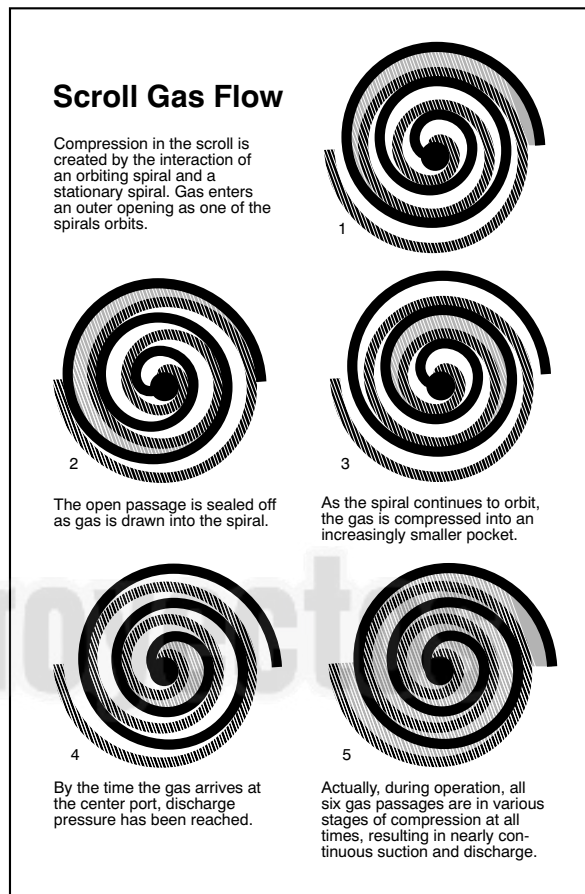 Scroll Gas Flow
Compression in the scroll is
created by the interaction of
an orbiting spiral and a
stationary spiral. Gas enters
an outer opening as one of the
spirals orbits.
1
2
The open passage is sealed off
as gas is drawn into the spiral.
3
As the spiral continues to orbit,
the gas is compressed into an
increasingly smaller pocket.
4
By the time the gas arrives at
the center port, discharge
pressure has been reached.
5
Actually, during operation, all
six gas passages are in various
stages of compression at all
times, resulting in nearly con-
tinuous suction and discharge.